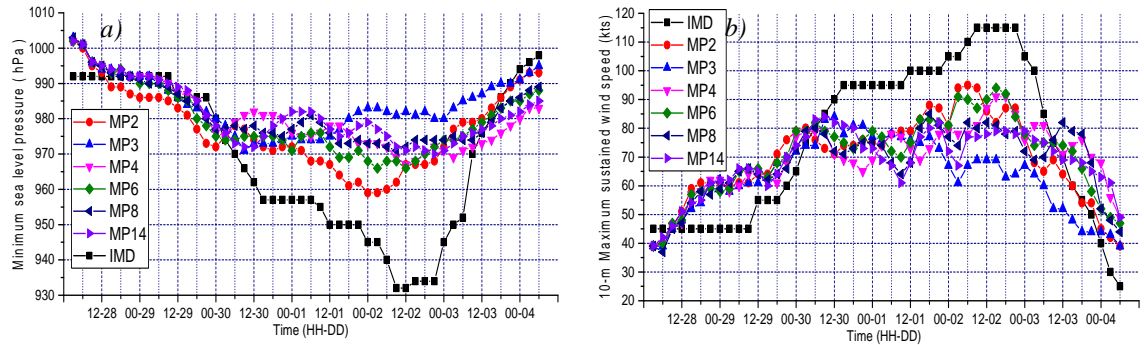 a)
Minimum sea level pressure ( hPa)
1000
990
980
970
960
950
940
930
MP2
MP3
MP4
MP6
MP8
MP14
IMD
12-28 00-29 12-29 00-30 12-30 00-01 12-01 00-02 12-02 00-03 12-03 00-04
Time (HH-DD)
b)
10-m Maximum sustained wind speed (kts)
120
110
100
90
80
70
60
50
40
30
20
IMD
MP2
MP3
MP4
MP6
MP8
MP14
12-28 00-29 12-29 00-30 12-30 00-01 12-01 00-02 12-02 00-03 12-03 00-04
Time (HH-DD)